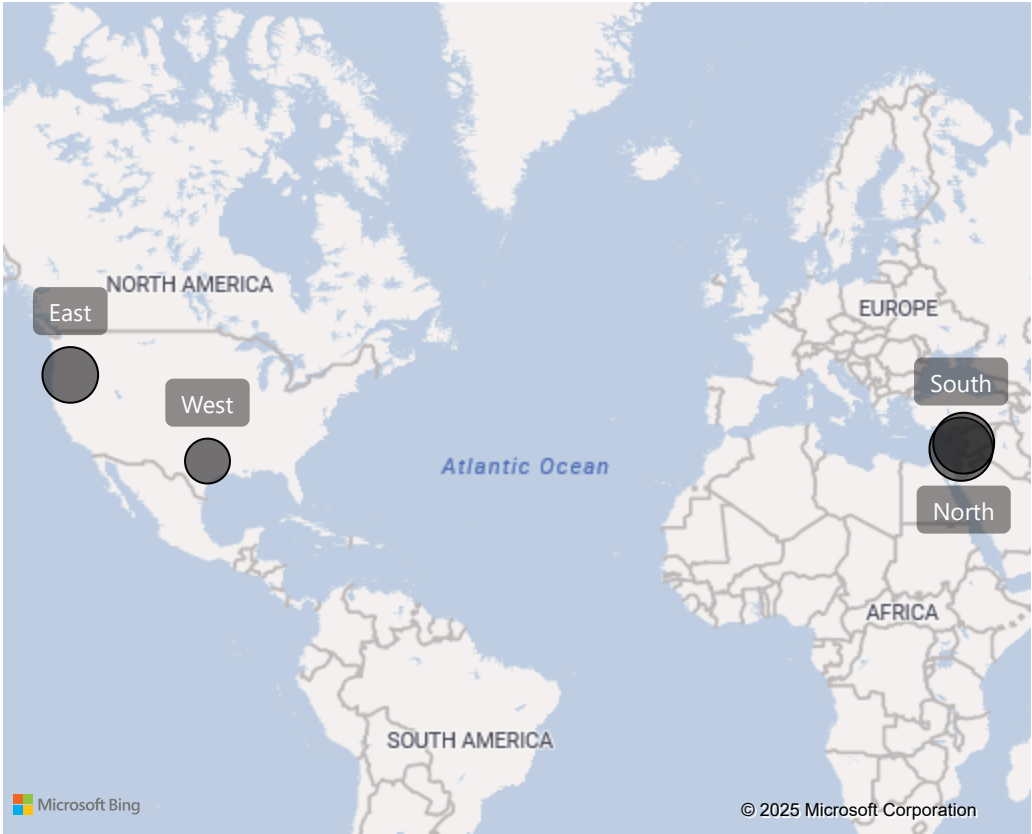 NORTH AMERICA
East
EUROPE
South
West
Atlantic Ocean
North
AFRICA
SOUTH AMERICA
Microsoft Bing
© 2025 Microsoft Corporation